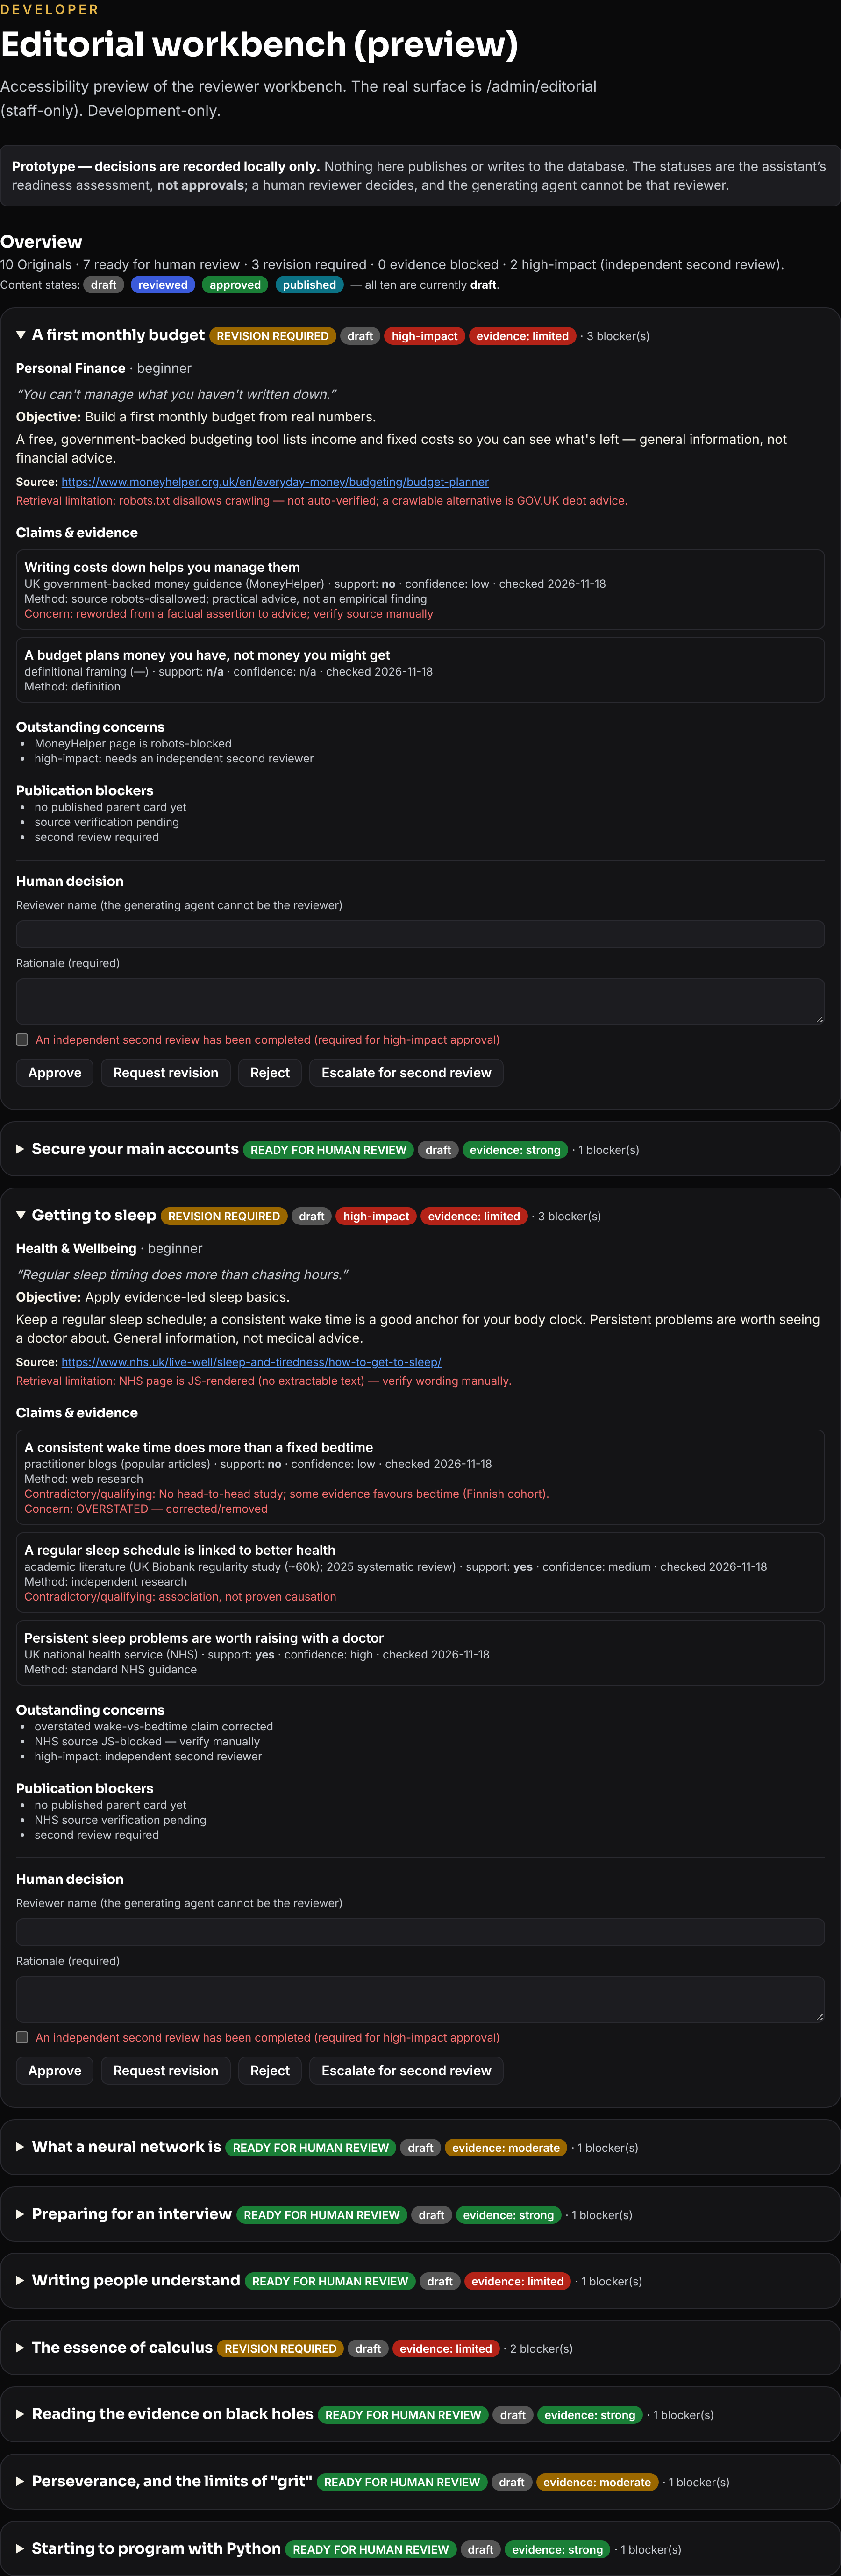 DEVELOPER
Editorial workbench (preview)
Accessibility preview of the reviewer workbench. The real surface is /admin/editorial
(staff-only). Development-only.
Prototype — decisions are recorded locally only. Nothing here publishes or writes to the database. The statuses are the assistant's
readiness assessment, not approvals; a human reviewer decides, and the generating agent cannot be that reviewer.
Overview
10 Originals · 7 ready for human review · 3 revision required · 0 evidence blocked · 2 high-impact (independent second review).
Content states: draft reviewed approved published — all ten are currently draft.
A first monthly budget REVISION REQUIRED draft high-impact evidence: limited · 3 blocker(s)
Personal Finance · beginner
“You can't manage what you haven't written down.”
Objective: Build a first monthly budget from real numbers.
A free, government-backed budgeting tool lists income and fixed costs so you can see what's left — general information, not
financial advice.
Source: https://www.moneyhelper.org.uk/en/everyday-money/budgeting/budget-planner
Retrieval limitation: robots.txt disallows crawling — not auto-verified; a crawlable alternative is GOV.UK debt advice.
Claims & evidence
Writing costs down helps you manage them
UK government-backed money guidance (MoneyHelper) · support: no · confidence: low · checked 2026-11-18
Method: source robots-disallowed; practical advice, not an empirical finding
Concern: reworded from a factual assertion to advice; verify source manually
A budget plans money you have, not money you might get
definitional framing (—) · support: n/a · confidence: n/a · checked 2026-11-18
Method: definition
Outstanding concerns
• MoneyHelper page is robots-blocked
• high-impact: needs an independent second reviewer
Publication blockers
• no published parent card yet
• source verification pending
• second review required
Human decision
Reviewer name (the generating agent cannot be the reviewer)
Rationale (required)
An independent second review has been completed (required for high-impact approval)
Approve Request revision Reject Escalate for second review
Secure your main accounts READY FOR HUMAN REVIEW draft evidence: strong · 1 blocker(s)
Getting to sleep REVISION REQUIRED draft high-impact evidence: limited · 3 blocker(s)
Health & Wellbeing · beginner
“Regular sleep timing does more than chasing hours.”
Objective: Apply evidence-led sleep basics.
Keep a regular sleep schedule; a consistent wake time is a good anchor for your body clock. Persistent problems are worth seeing
a doctor about. General information, not medical advice.
Source: https://www.nhs.uk/live-well/sleep-and-tiredness/how-to-get-to-sleep/
Retrieval limitation: NHS page is JS-rendered (no extractable text) — verify wording manually.
Claims & evidence
A consistent wake time does more than a fixed bedtime
practitioner blogs (popular articles) · support: no · confidence: low · checked 2026-11-18
Method: web research
Contradictory/qualifying: No head-to-head study; some evidence favours bedtime (Finnish cohort).
Concern: OVERSTATED — corrected/removed
A regular sleep schedule is linked to better health
academic literature (UK Biobank regularity study (~60k); 2025 systematic review) · support: yes · confidence: medium · checked 2026-11-18
Method: independent research
Contradictory/qualifying: association, not proven causation
Persistent sleep problems are worth raising with a doctor
UK national health service (NHS) · support: yes · confidence: high · checked 2026-11-18
Method: standard NHS guidance
Outstanding concerns
• overstated wake-vs-bedtime claim corrected
• NHS source JS-blocked — verify manually
• high-impact: independent second reviewer
Publication blockers
• no published parent card yet
• NHS source verification pending
• second review required
Human decision
Reviewer name (the generating agent cannot be the reviewer)
Rationale (required)
An independent second review has been completed (required for high-impact approval)
Approve Request revision Reject Escalate for second review
What a neural network is READY FOR HUMAN REVIEW draft evidence: moderate · 1 blocker(s)
Preparing for an interview READY FOR HUMAN REVIEW draft evidence: strong · 1 blocker(s)
Writing people understand READY FOR HUMAN REVIEW draft evidence: limited · 1 blocker(s)
The essence of calculus REVISION REQUIRED draft evidence: limited · 2 blocker(s)
Reading the evidence on black holes READY FOR HUMAN REVIEW draft evidence: strong · 1 blocker(s)
Perseverance, and the limits of "grit" READY FOR HUMAN REVIEW draft evidence: moderate · 1 blocker(s)
Starting to program with Python READY FOR HUMAN REVIEW draft evidence: strong · 1 blocker(s)